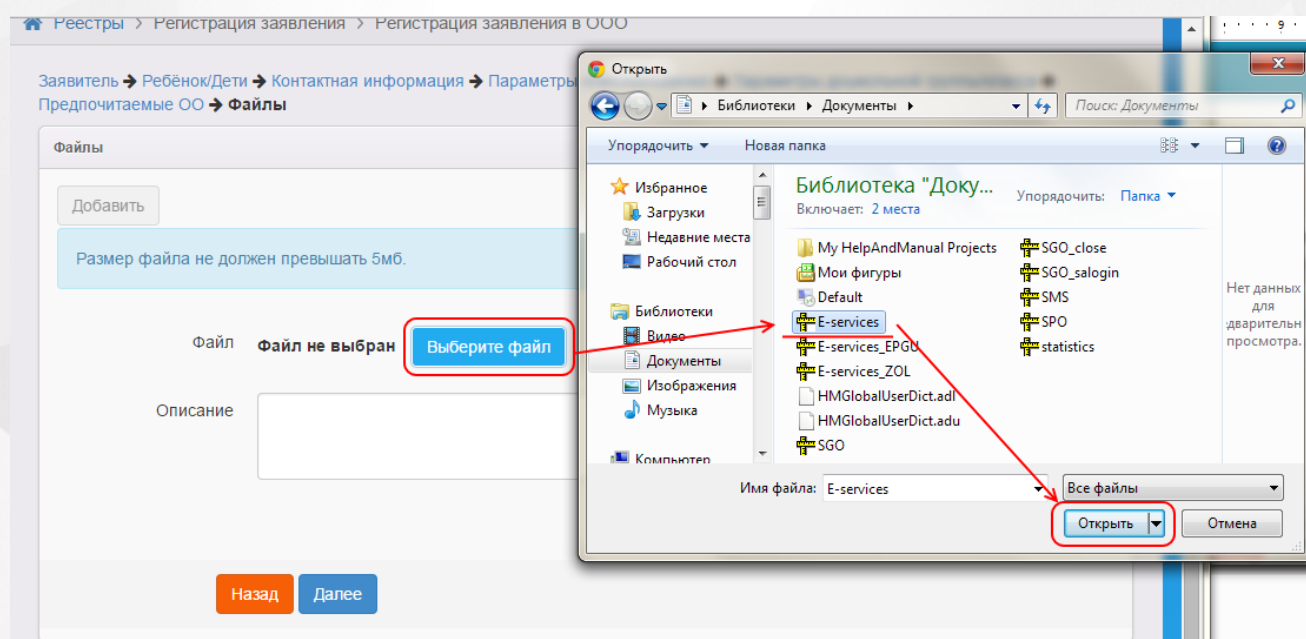 Реестры > Регистрация заявления > Регистрация заявления в ООО
Заявитель → Ребёнок/Дети → Контактная информация → Параметры
Предпочитаемые ОО → Файлы
Файлы
Добавить
Размер файла не должен превышать 5мб.
Файл
Файл не выбран
Выберите файл
Описание
Назад
Далее
Открыть
Библиотеки ▸ Документы ▸
Поиск: Документы
Упорядочить
Новая папка
Избранное
Загрузки
Недавние места
Рабочий стол
Библиотеки
Видео
Документы
Изображения
Музыка
Компьютер
Библиотека "Доку...
Включает: 2 места
Упорядочить: Папка
My HelpAndManual Projects
Мои фигуры
Default
E-services
E-services_EPGU
E-services_ZOL
HMGlobalUserDict.adl
HMGlobalUserDict.adu
SGO
SGO_close
SGO_salogin
SMS
SPO
statistics
Нет данных
для
дварительн
просмотра.
Имя файла: E-services
Все файлы
Открыть
Отмена
9